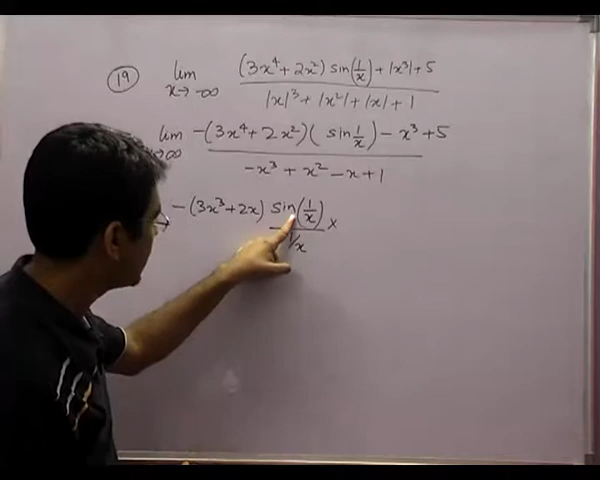 19 lim x→-∞ (3x⁴+2x²) sin(1/x) + |x³| + 5 / |x|³ + |x²| + |x| + 1
lim →∞ -(3x⁴+2x²)( sin 1/x) - x³ + 5 / -x³ + x² - x + 1
→ -(3x³+2x) sin(1/x) / 1/x x